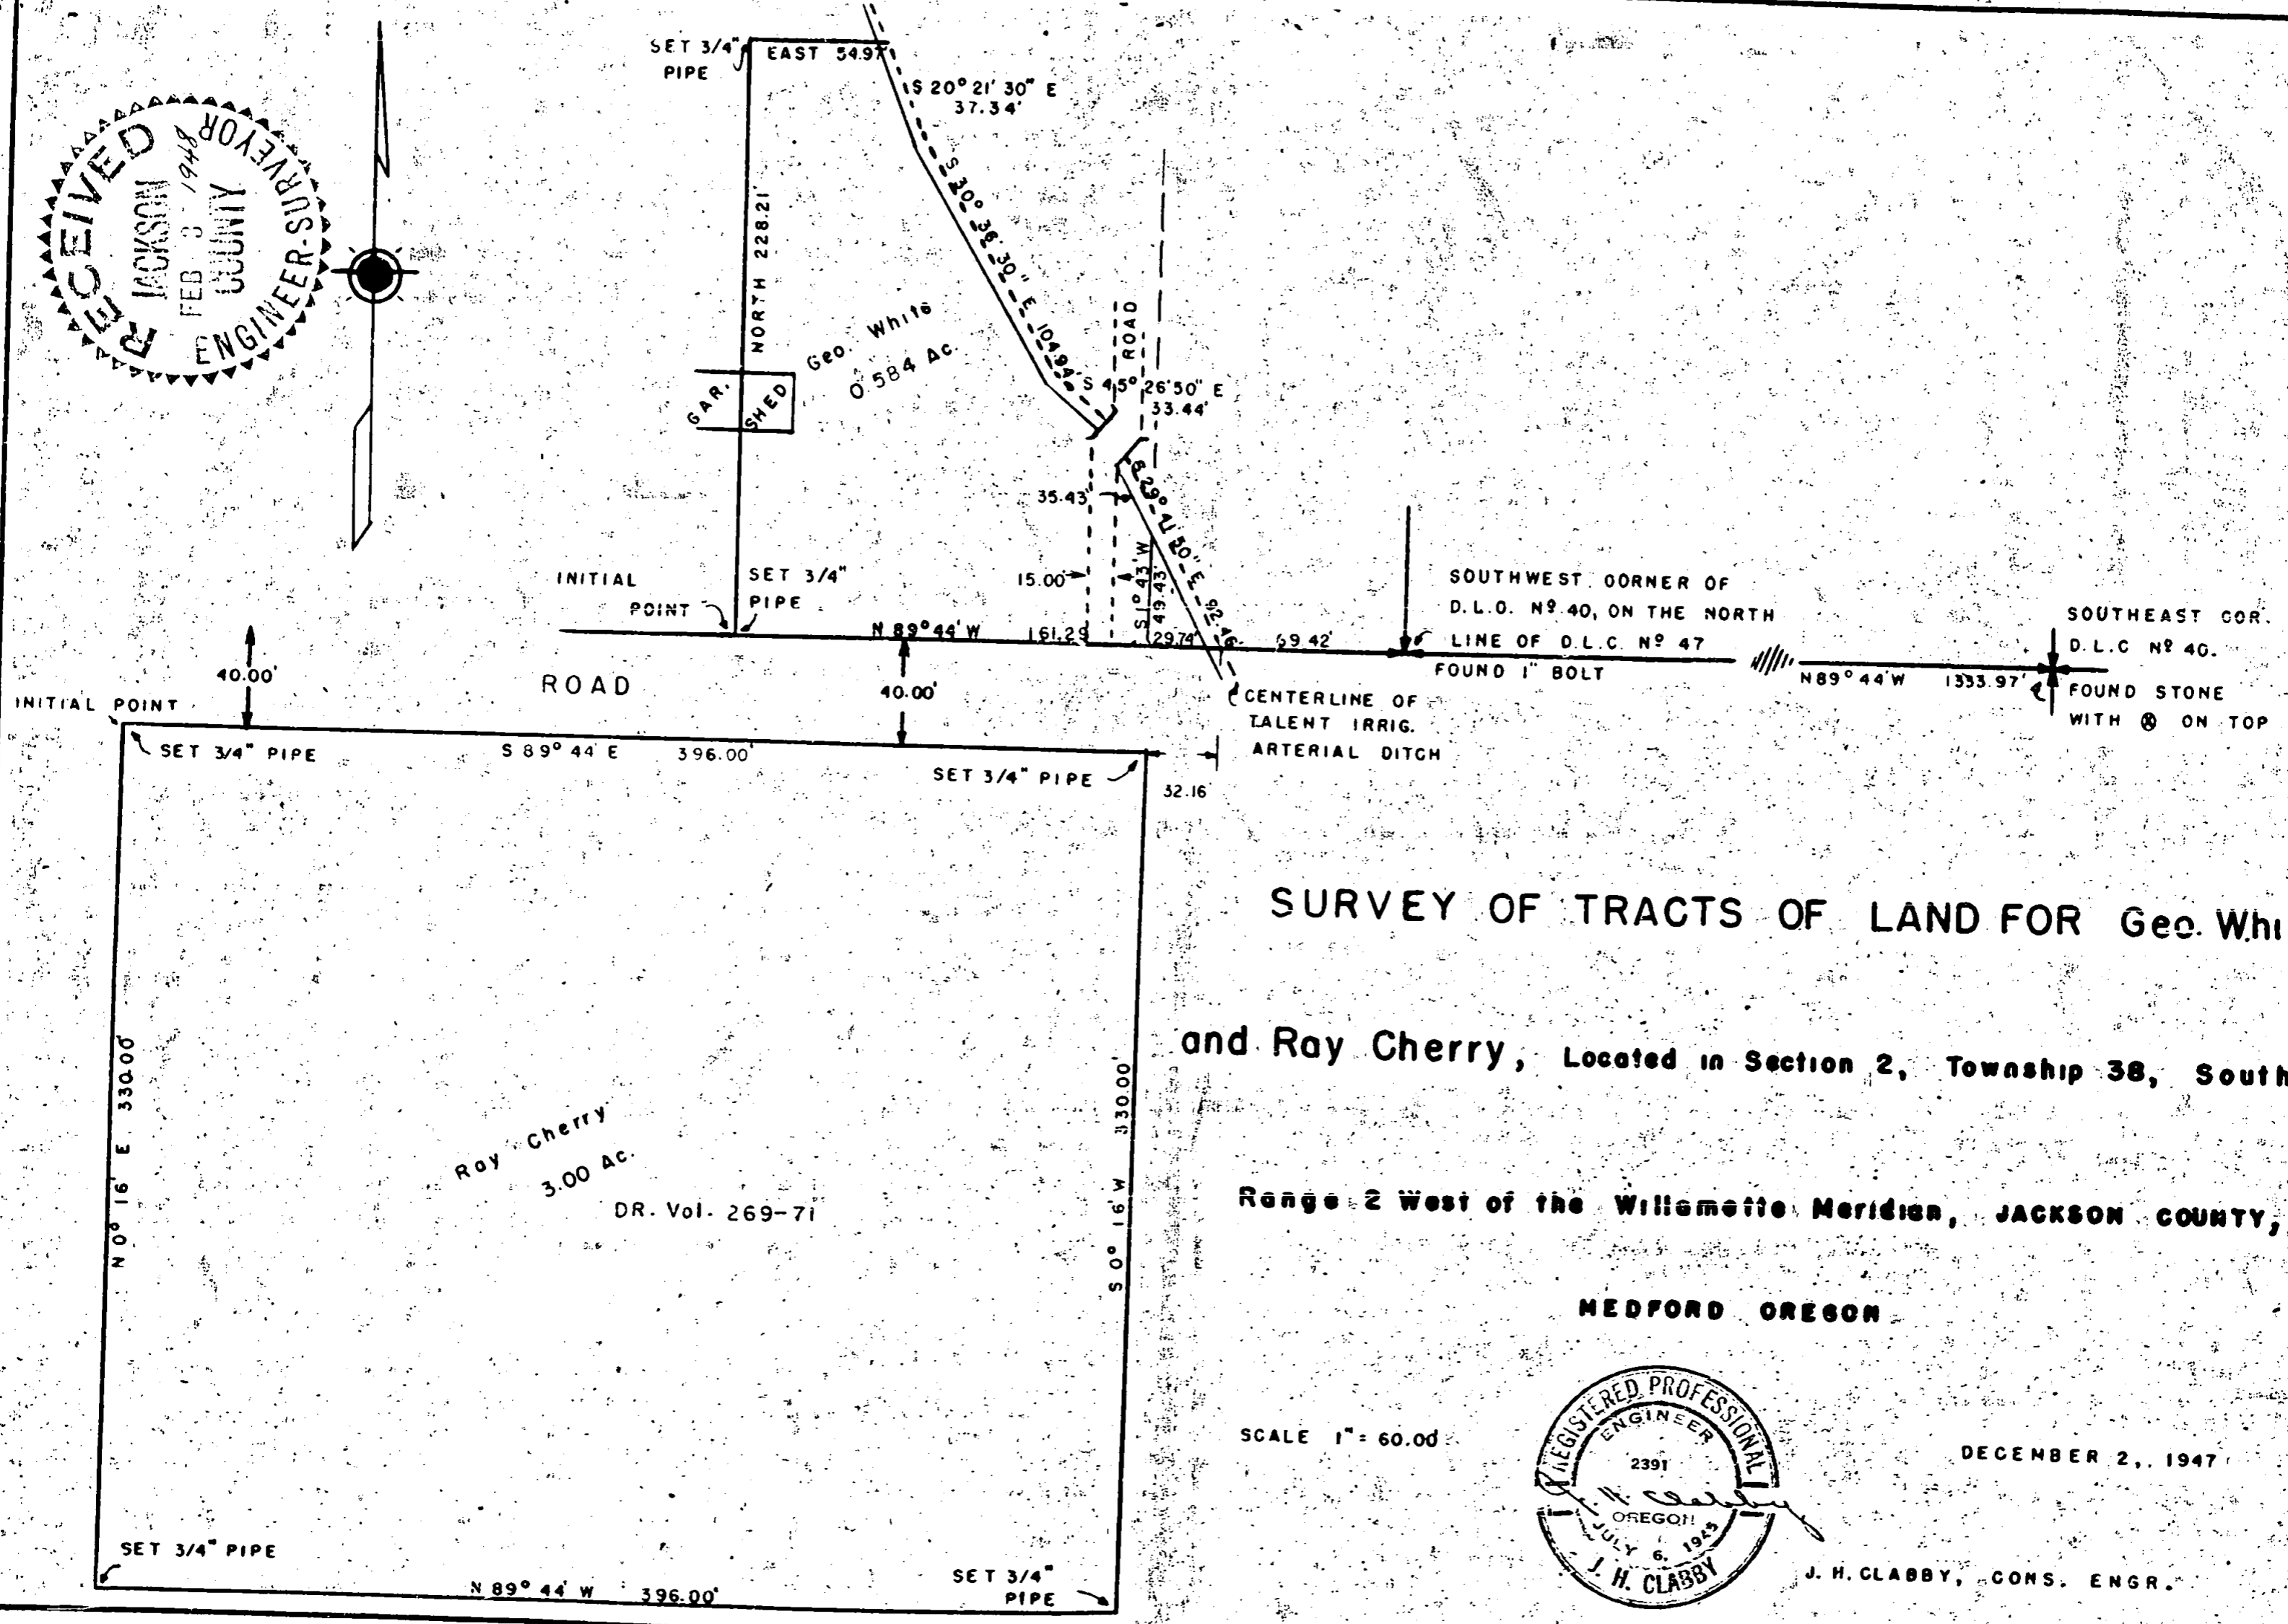 RECEIVED
JACKSON
FEB 3 1948
COUNTY
ENGINEER-SURVEYOR
SET 3/4"
PIPE
EAST 54.97
S 20° 21' 30" E
37.34'
S 30° 36' 30" E 104.94'
NORTH 228.21'
Geo. White
0.584 Ac.
GAR.
SHED
ROAD
S 45° 26' 50" E
33.44'
35.43'
15.00'
S 1° 43' W
49.43'
INITIAL
POINT
SET 3/4"
PIPE
N 89° 44' W 161.29
29.74'
69.42'
SOUTHWEST CORNER OF
D.L.C. Nº 40, ON THE NORTH
LINE OF D.L.C. Nº 47
FOUND 1" BOLT
N 89° 44' W 1333.97'
SOUTHEAST COR.
D.L.C Nº 40.
FOUND STONE
WITH ⊗ ON TOP
40.00'
ROAD
40.00'
CENTERLINE OF
TALENT IRRIG.
ARTERIAL DITCH
INITIAL POINT
SET 3/4" PIPE
S 89° 44' E 396.00'
SET 3/4" PIPE
32.16
N 0° 16' E 330.00'
Ray Cherry
3.00 Ac.
DR. Vol. 269-71
S 0° 16' W 330.00'
SET 3/4" PIPE
N 89° 44' W 396.00'
SET 3/4"
PIPE
SURVEY OF TRACTS OF LAND FOR Geo. Whi
and Ray Cherry, Located in Section 2, Township 38, South
Range 2 West of the Willamette Meridian, JACKSON COUNTY,
MEDFORD OREGON
SCALE 1" = 60.00'
REGISTERED PROFESSIONAL
ENGINEER
2391
J. H. Clabby
OREGON
JULY 6, 1945
J. H. CLABBY
DECEMBER 2, 1947
J. H. CLABBY, CONS. ENGR.